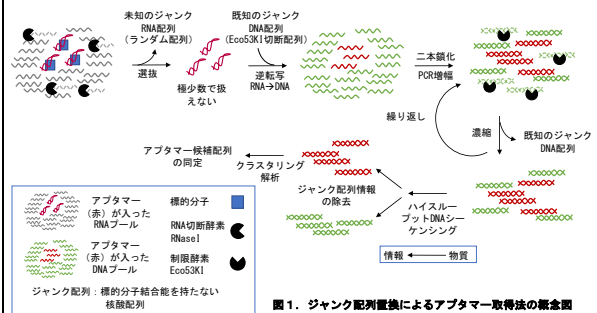 未知のジャンク
RNA配列
(ランダム配列)
既知のジャンク
DNA配列
(Eco53KI切断配列)
選抜
極少数で扱
えない
逆転写
RNA→DNA
二本鎖化
PCR増幅
繰り返し
濃縮
既知のジャンク
DNA配列
アプタマー候補配列
の同定
クラスタリング
解析
ジャンク配列情報
の除去
ハイスルー
プットDNAシー
ケンシング
情報
物質
アプタマー
(赤)が入った
RNAプール
標的分子
RNA切断酵素
RNaseI
アプタマー
(赤)が入った
DNAプール
制限酵素
Eco53KI
ジャンク配列：標的分子結合能を持たない
核酸配列
図１．ジャンク配列置換によるアプタマー取得法の概念図